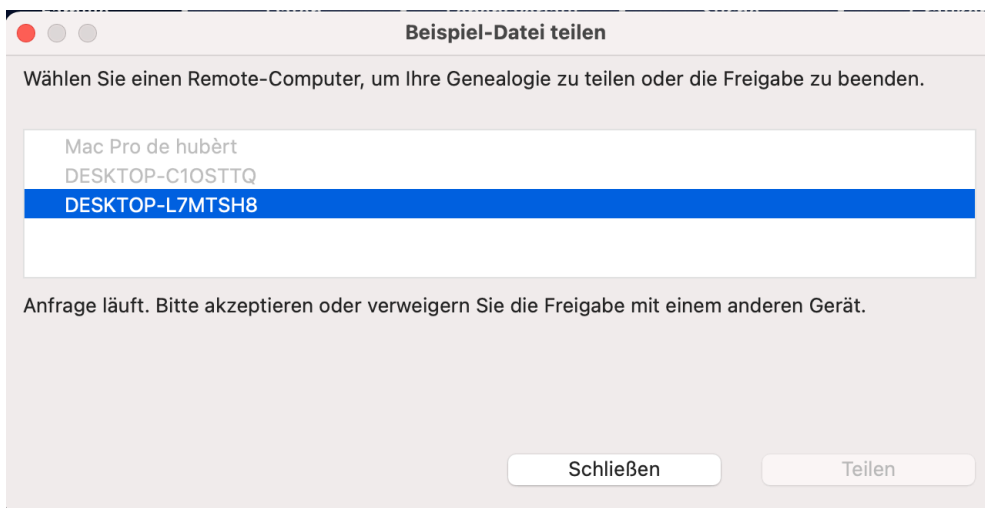 Beispiel-Datei teilen
Wählen Sie einen Remote-Computer, um Ihre Genealogie zu teilen oder die Freigabe zu beenden.
Mac Pro de hubèrt
DESKTOP-C1OSTTQ
DESKTOP-L7MTSH8
Anfrage läuft. Bitte akzeptieren oder verweigern Sie die Freigabe mit einem anderen Gerät.
Schließen Teilen